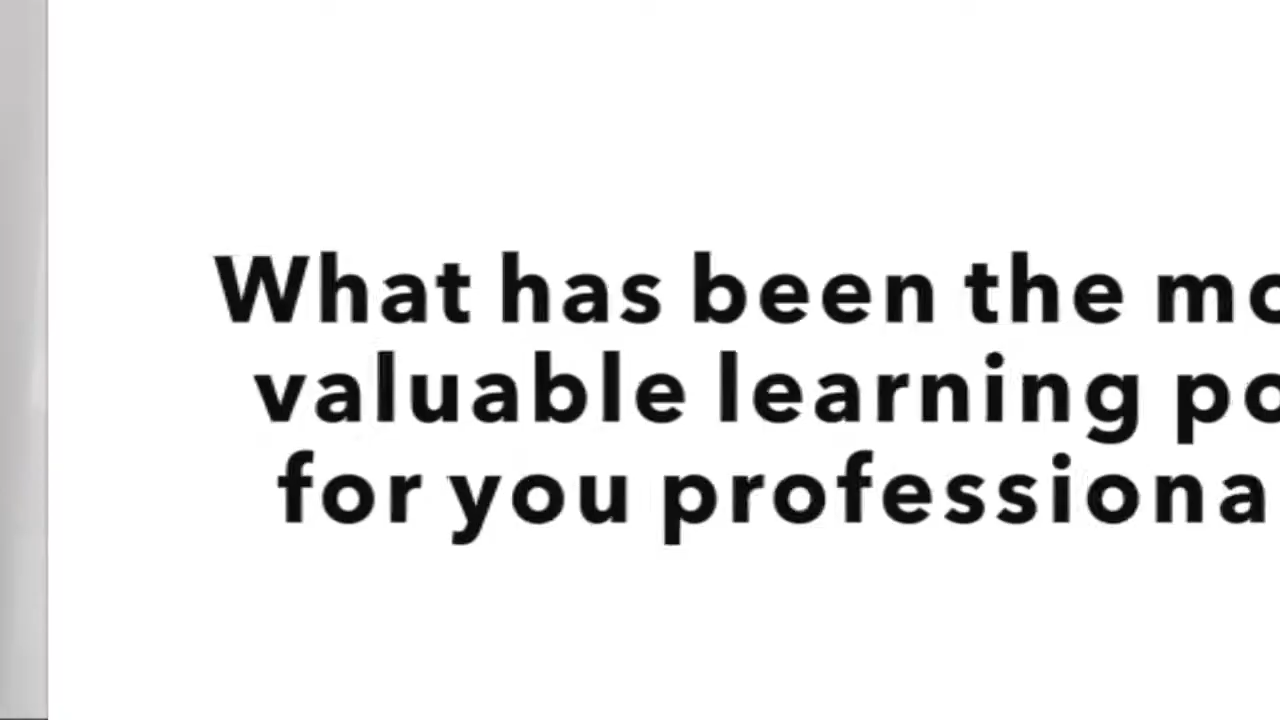 What has been the mo
valuable learning po
for you professiona